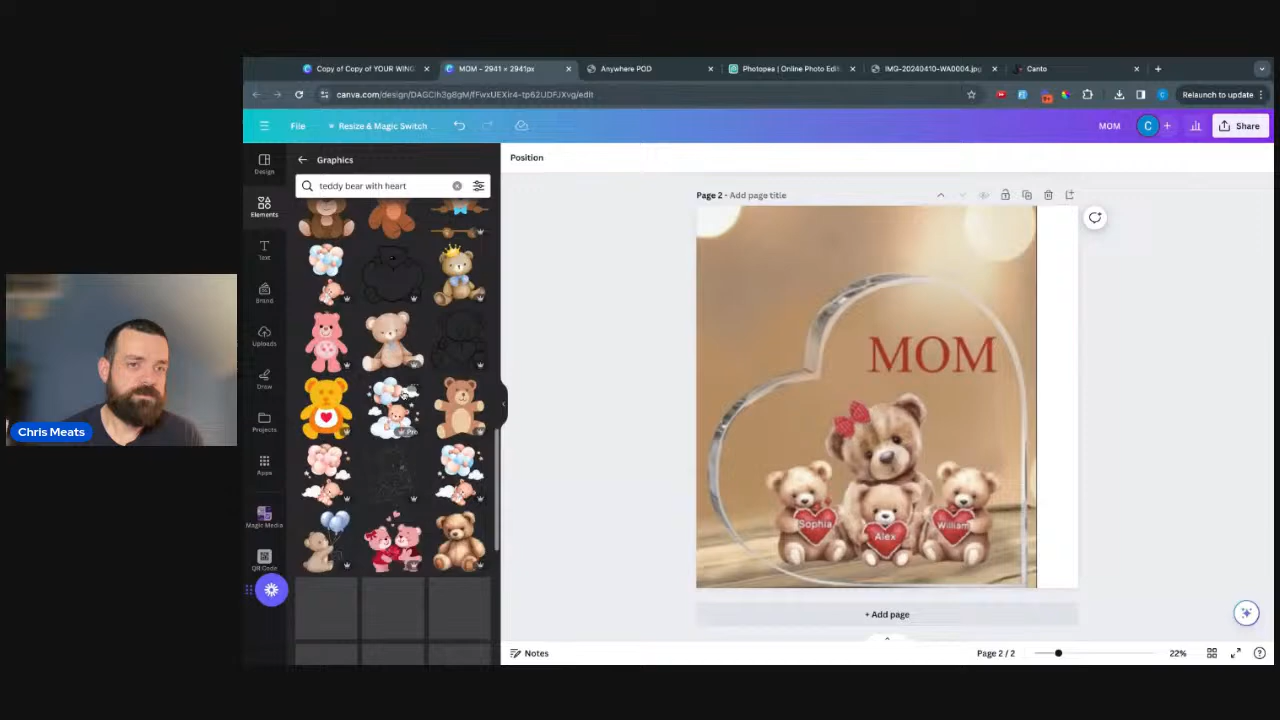 Copy of Copy of YOUR WING
MOM - 2941 × 2941px
Anywhere POD
Photopea | Online Photo Edit
IMG-20240410-WA0004.jpg
Canto
canva.com/design/DAGCIh3g8gM/fFwxUEXir4-tp62UDFJXvg/edit
Relaunch to update
File
Resize & Magic Switch
MOM
C
Share
Design
Elements
Text
Brand
Uploads
Draw
Projects
Apps
Magic Media
QR Code
Graphics
teddy bear with heart
Pro
Position
Page 2 - Add page title
MOM
Sophia
Alex
William
+ Add page
Notes
Page 2 / 2
22%
Chris Meats